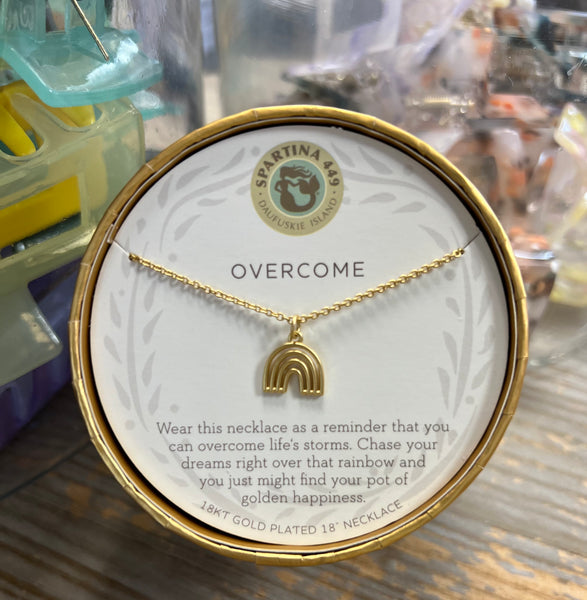 SPARTINA 449
DAUFUSKIE ISLAND
OVERCOME
Wear this necklace as a reminder that you
can overcome life's storms. Chase your
dreams right over that rainbow and
you just might find your pot of
golden happiness.
18KT GOLD PLATED 18" NECKLACE